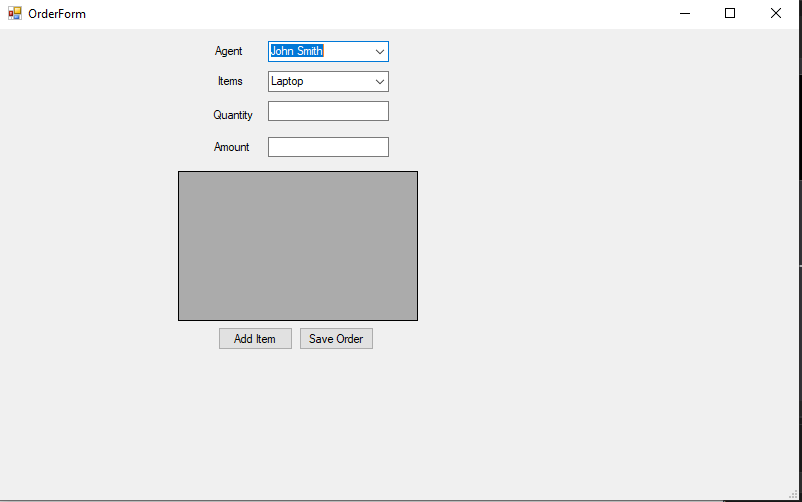 OrderForm
Agent John Smith
Items Laptop
Quantity
Amount
Add Item Save Order